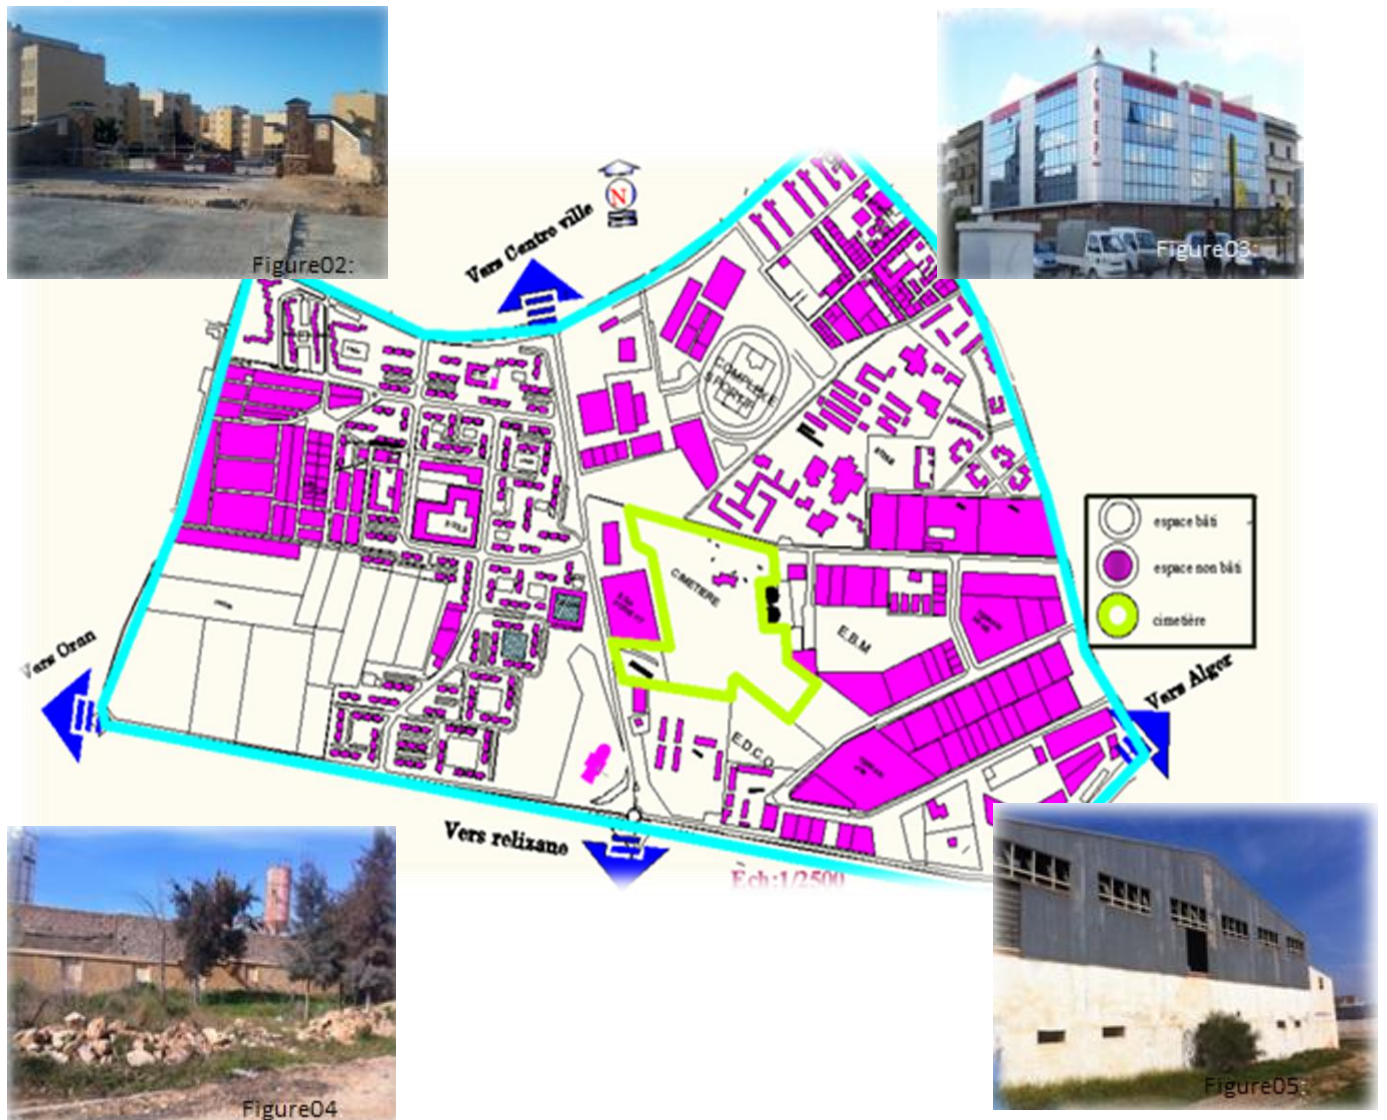 Figure02:
Figure03:
N
Vers Centre ville
COMPLEXE
SPORTIF
CIMETIERE
E.B.M
E.D.C.O
espace bâti
espace non bâti
cimetière
Vers Oran
Vers Alger
Vers relizane
Ech:1/2500
Figure04
Figure05: